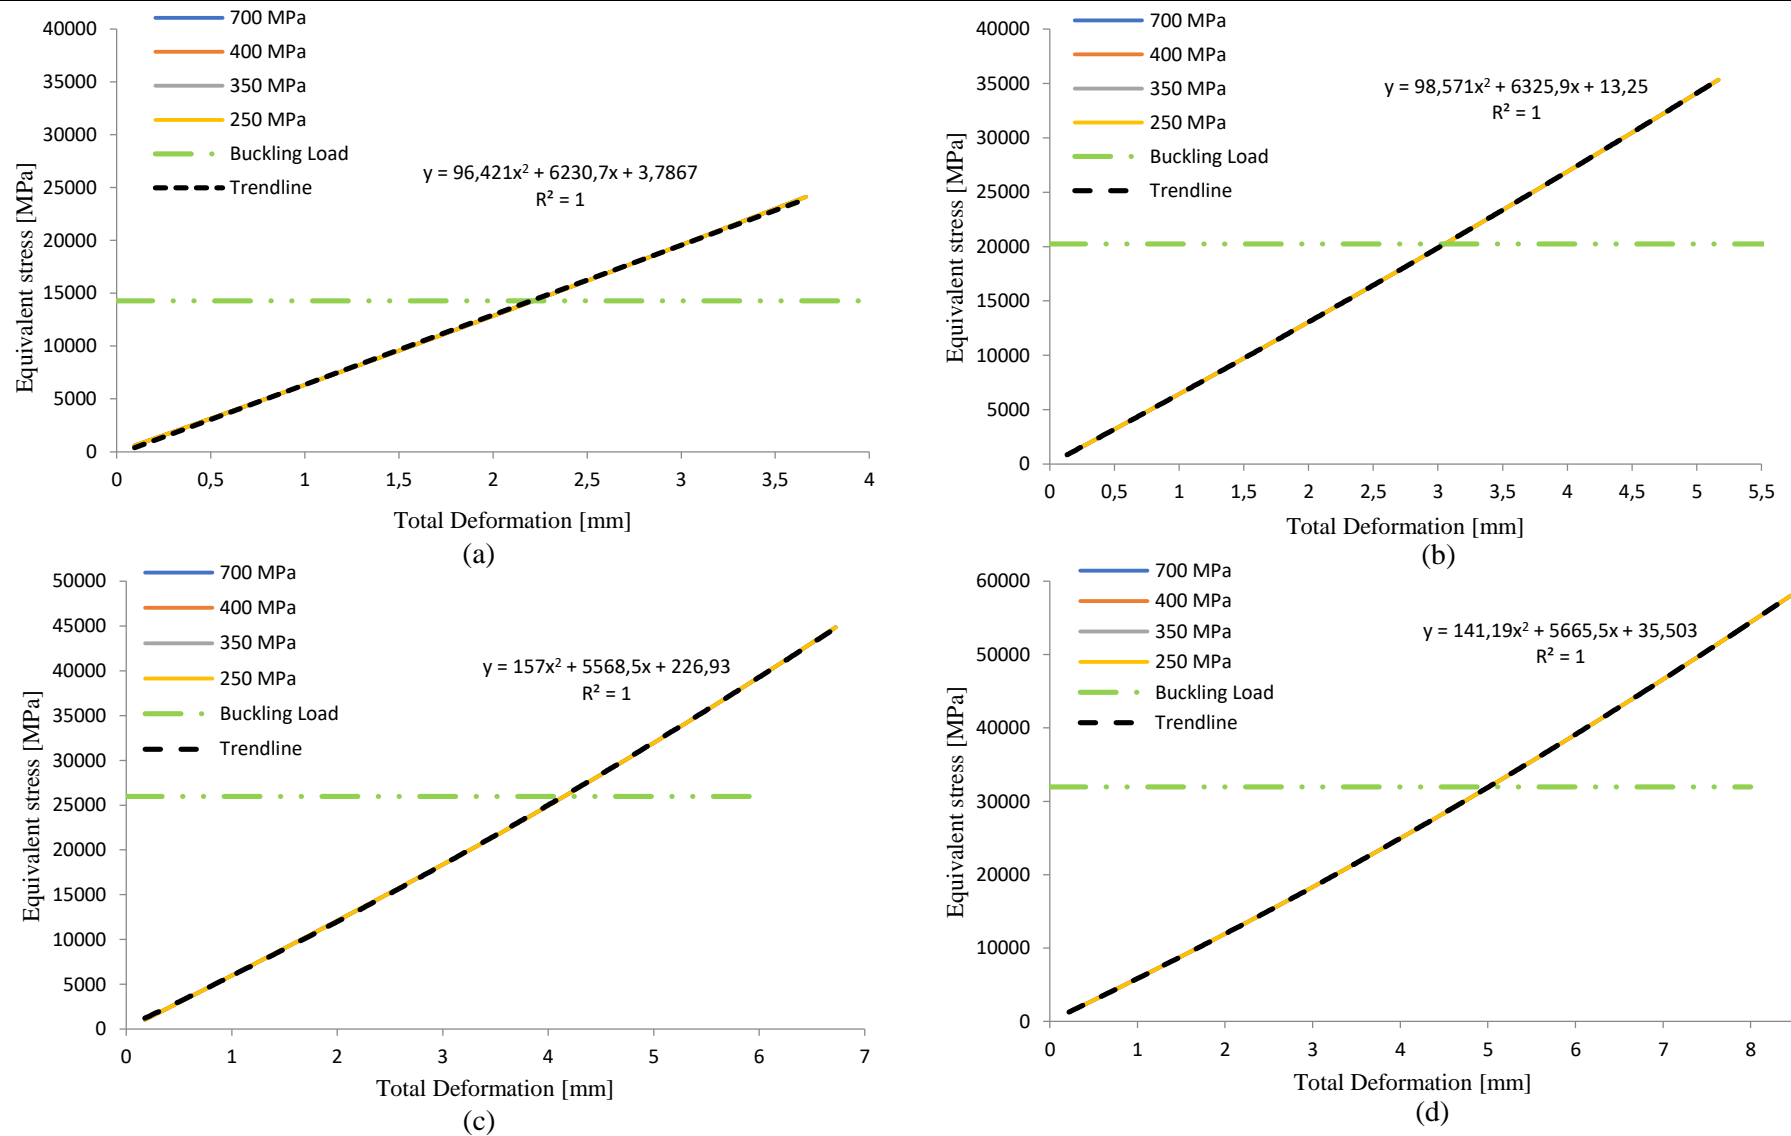 700 MPa
400 MPa
350 MPa
250 MPa
Buckling Load
Trendline
y = 96,421x² + 6230,7x + 3,7867
R² = 1
Equivalent stress [MPa]
40000
35000
30000
25000
20000
15000
10000
5000
0
0 0,5 1 1,5 2 2,5 3 3,5 4
Total Deformation [mm]
(a)
700 MPa
400 MPa
350 MPa
250 MPa
Buckling Load
Trendline
y = 98,571x² + 6325,9x + 13,25
R² = 1
Equivalent stress [MPa]
40000
35000
30000
25000
20000
15000
10000
5000
0
0 0,5 1 1,5 2 2,5 3 3,5 4 4,5 5 5,5
Total Deformation [mm]
(b)
700 MPa
400 MPa
350 MPa
250 MPa
Buckling Load
Trendline
y = 157x² + 5568,5x + 226,93
R² = 1
Equivalent stress [MPa]
50000
45000
40000
35000
30000
25000
20000
15000
10000
5000
0
0 1 2 3 4 5 6 7
Total Deformation [mm]
(c)
700 MPa
400 MPa
350 MPa
250 MPa
Buckling Load
Trendline
y = 141,19x² + 5665,5x + 35,503
R² = 1
Equivalent stress [MPa]
60000
50000
40000
30000
20000
10000
0
0 1 2 3 4 5 6 7 8
Total Deformation [mm]
(d)